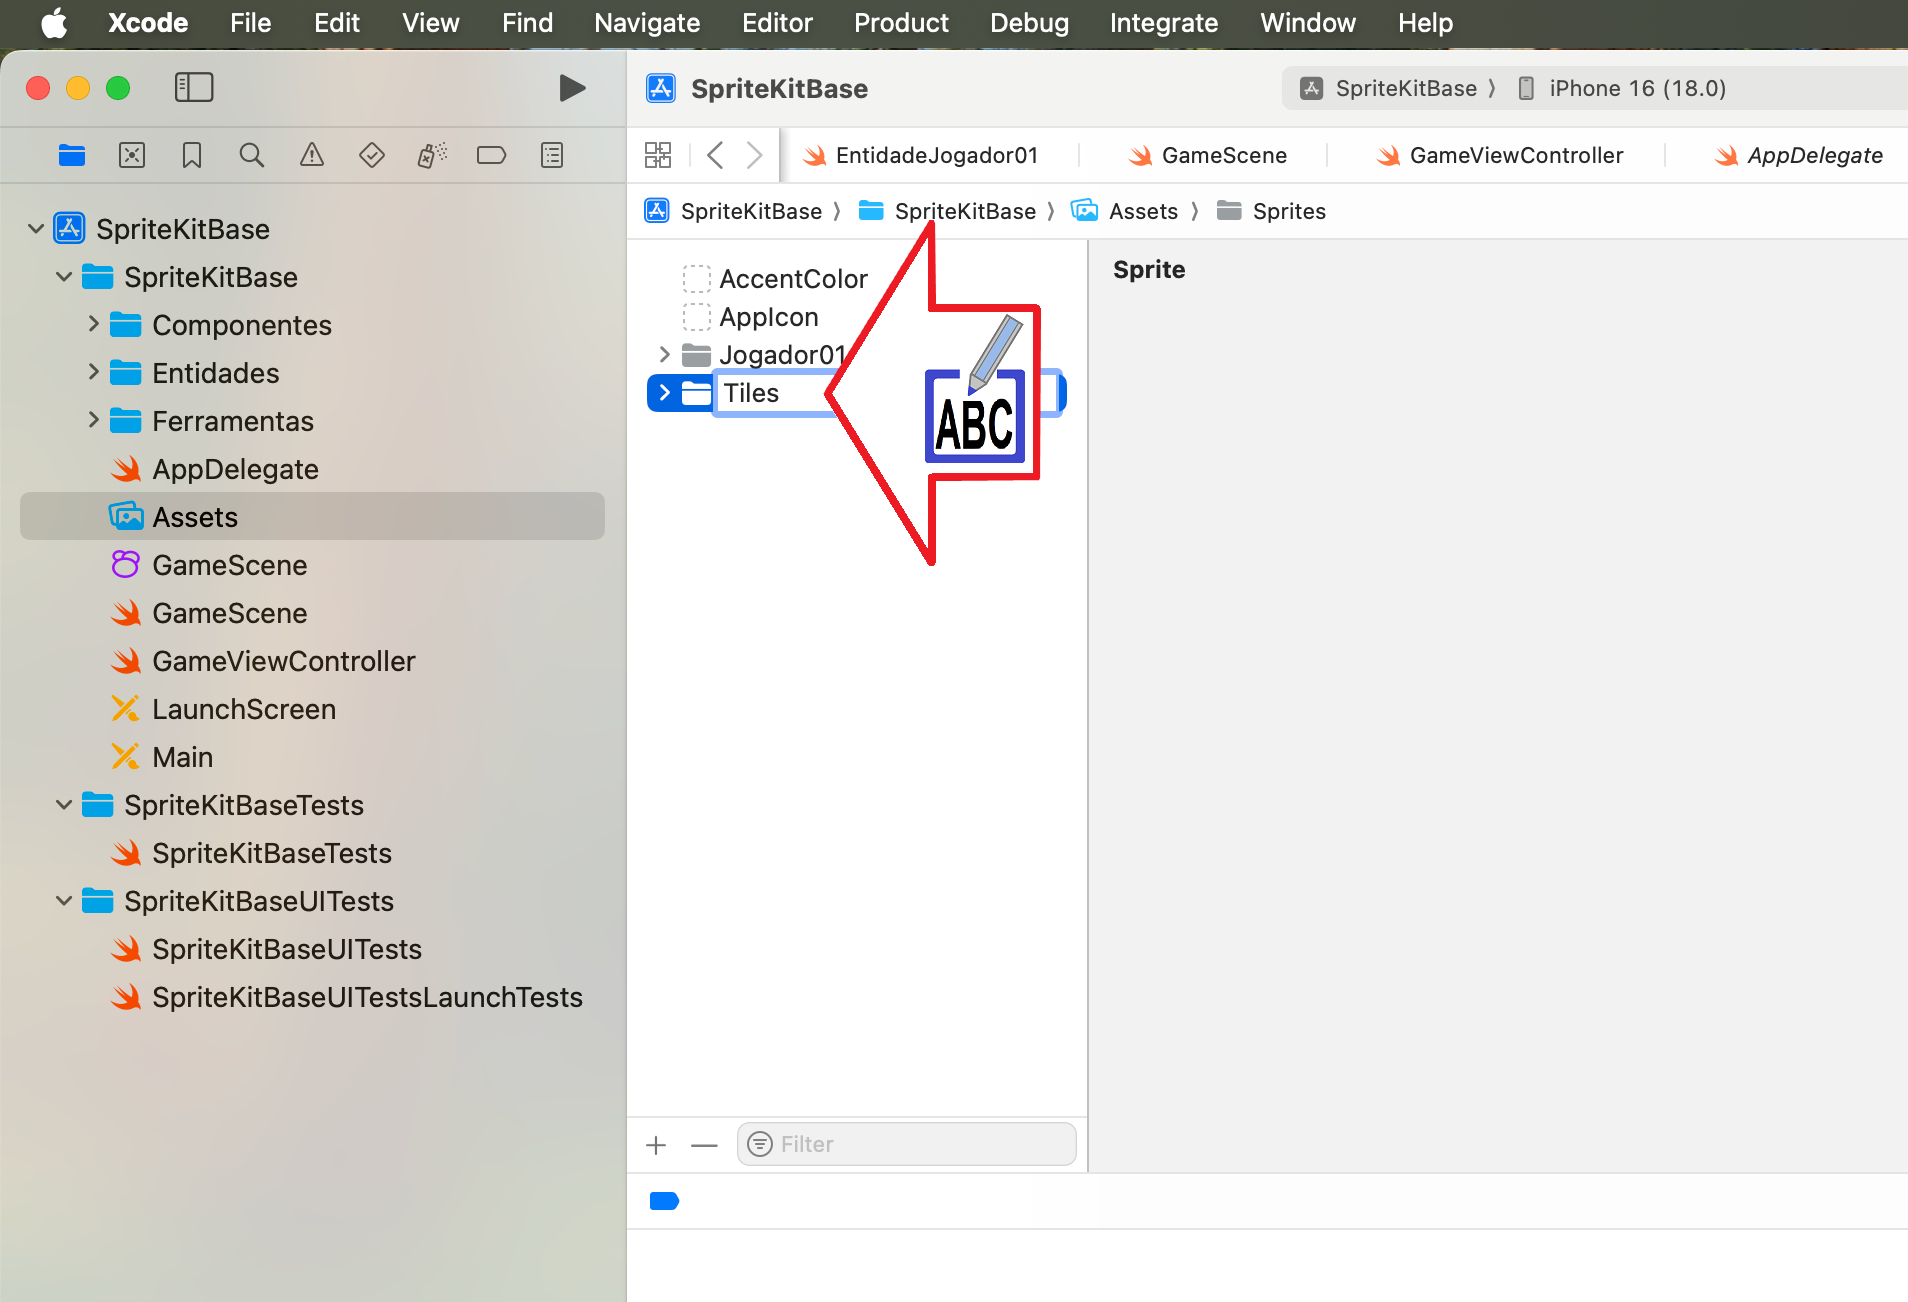 Xcode File Edit View Find Navigate Editor Product Debug Integrate Window Help
SpriteKitBase
SpriteKitBase 〉 iPhone 16 (18.0)
EntidadeJogador01 GameScene GameViewController AppDelegate
SpriteKitBase 〉 SpriteKitBase 〉 Assets 〉 Sprites
SpriteKitBase
SpriteKitBase
Componentes
Entidades
Ferramentas
AppDelegate
Assets
GameScene
GameScene
GameViewController
LaunchScreen
Main
SpriteKitBaseTests
SpriteKitBaseTests
SpriteKitBaseUITests
SpriteKitBaseUITests
SpriteKitBaseUITestsLaunchTests
AccentColor
AppIcon
Jogador01
Tiles
ABC
Filter
Sprite